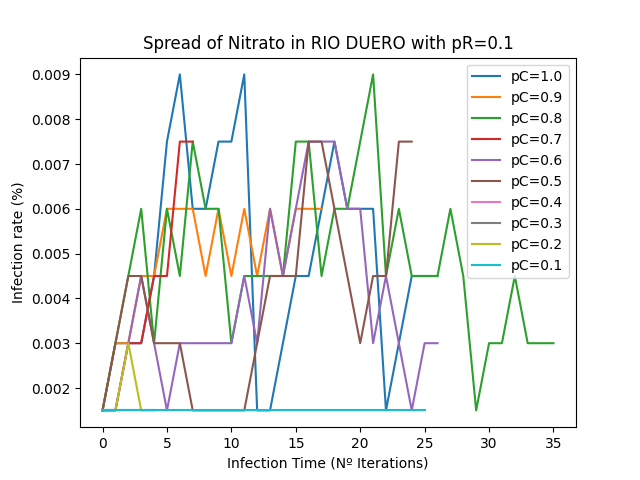 Spread of Nitrato in RIO DUERO with pR=0.1
Infection rate (%)
0.009
0.008
0.007
0.006
0.005
0.004
0.003
0.002
pC=1.0
pC=0.9
pC=0.8
pC=0.7
pC=0.6
pC=0.5
pC=0.4
pC=0.3
pC=0.2
pC=0.1
0 5 10 15 20 25 30 35
Infection Time (Nº Iterations)